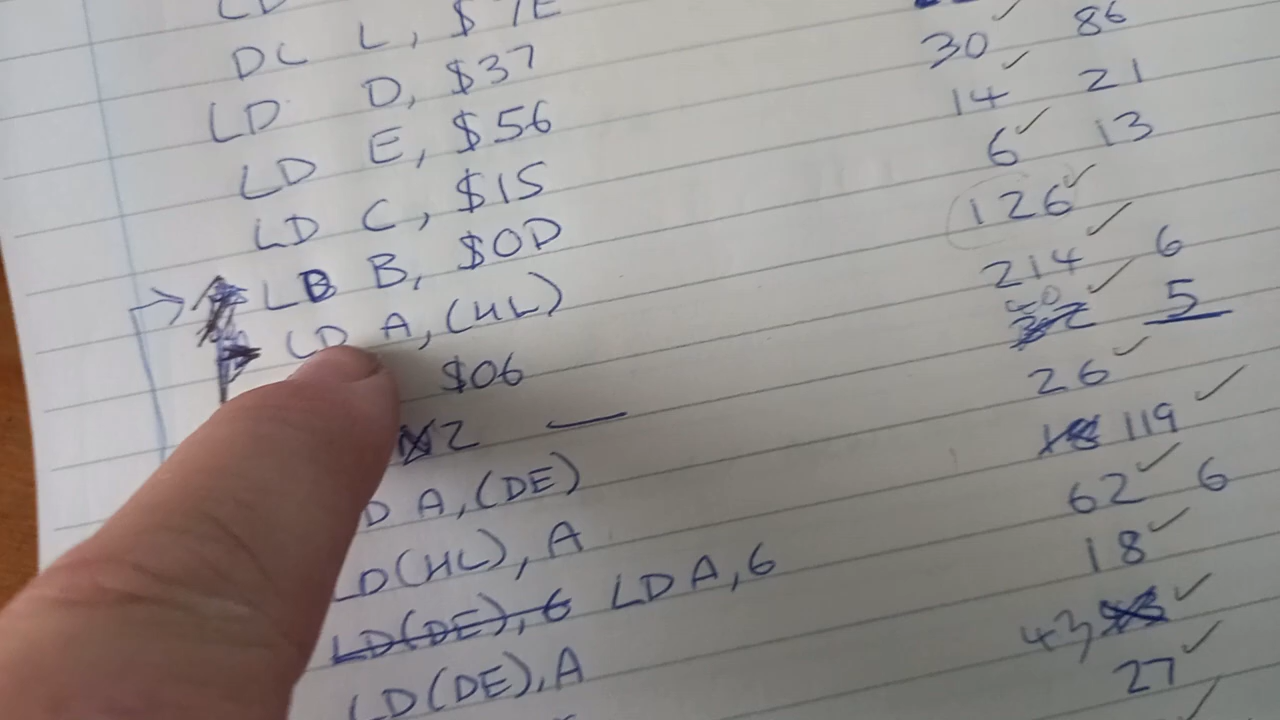 L, $7E 86
DC L, $7E 30 ✓
LD D, $37 14 ✓ 21
LD E, $56 6 ✓ 13
LD C, $15 126 ✓
LB B, $0D 214 ✓ 6
LD A, (HL) 5
$06 26 ✓
Z — 119 ✓
D A, (DE) 62 ✓ 6
LD(HL), A 18 ✓
LD(DE), 6 LDA, 6 43 ✓
LD(DE), A 27 ✓